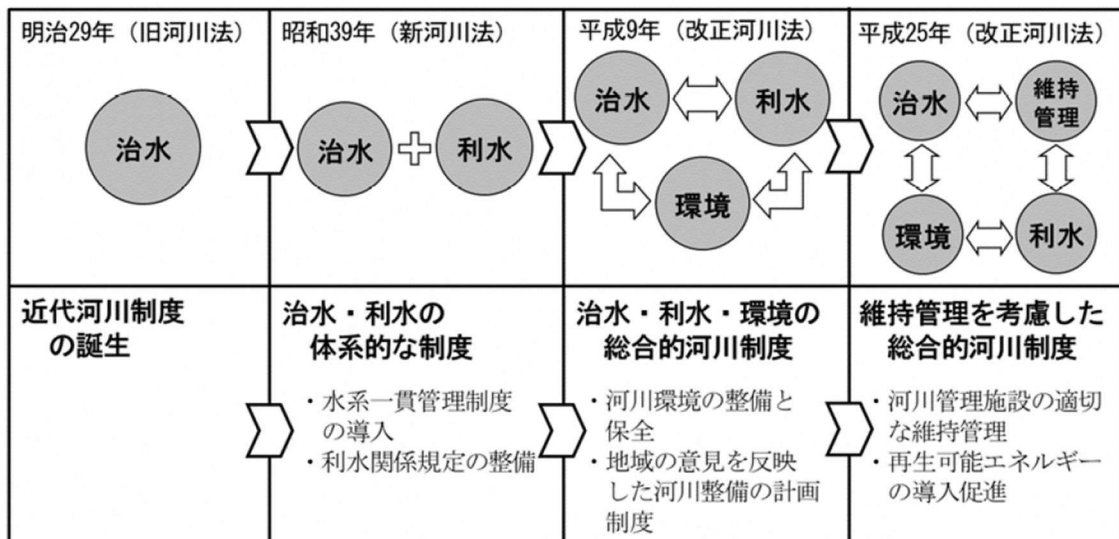 明治29年（旧河川法）
治水
近代河川制度
の誕生
昭和39年（新河川法）
治水
利水
治水・利水の
体系的な制度
・水系一貫管理制度
の導入
・利水関係規定の整備
平成9年（改正河川法）
治水
利水
環境
治水・利水・環境の
総合的河川制度
・河川環境の整備と
保全
・地域の意見を反映
した河川整備の計画
制度
平成25年（改正河川法）
治水
維持
管理
環境
利水
維持管理を考慮した
総合的河川制度
・河川管理施設の適切
な維持管理
・再生可能エネルギー
の導入促進